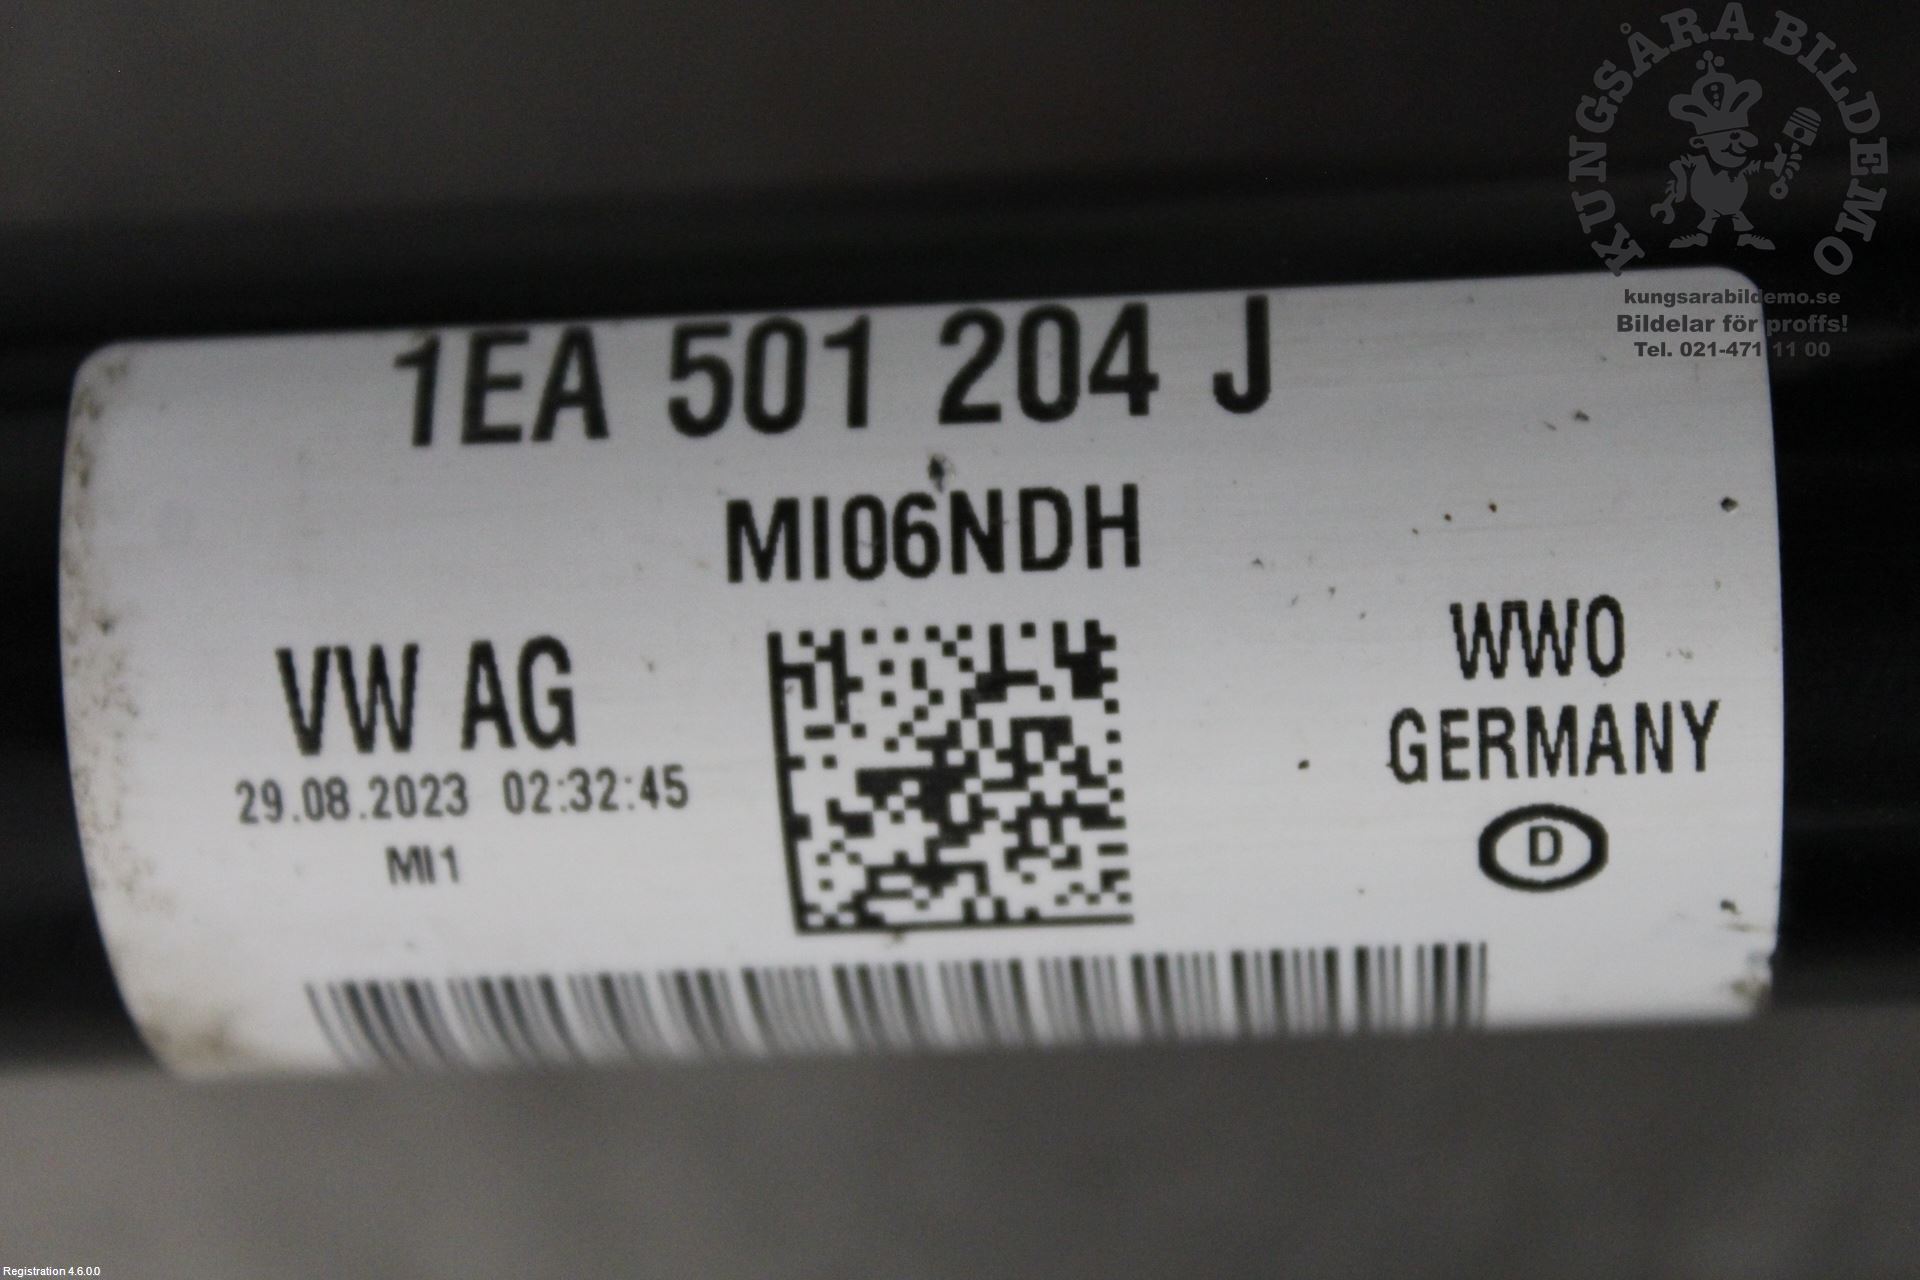 KUNGSÅRA BILDEMO
kungsarabildemo.se
Bildelar för proffs!
Tel. 021-471 11 00
1EA 501 204 J
MI06NDH
VW AG
29.08.2023 02:32:45
MI1
WWO
GERMANY
D
Registration 4.6.0.0